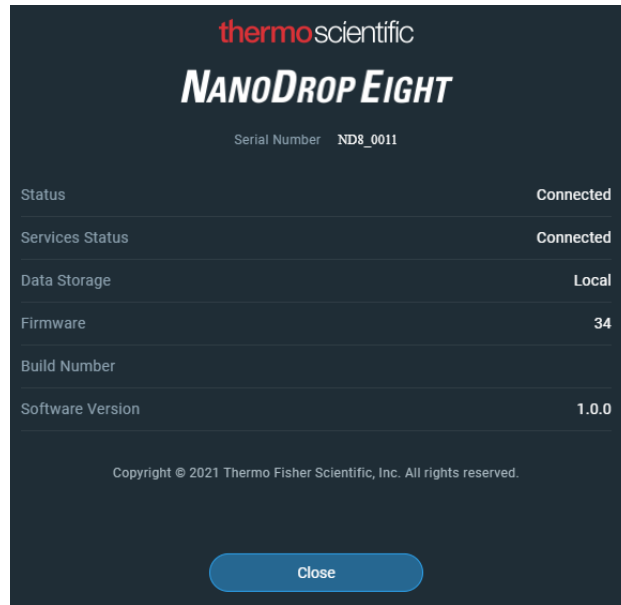 thermoscientific
NANODROP EIGHT
Serial Number ND8_0011
Status Connected
Services Status Connected
Data Storage Local
Firmware 34
Build Number
Software Version 1.0.0
Copyright © 2021 Thermo Fisher Scientific, Inc. All rights reserved.
Close